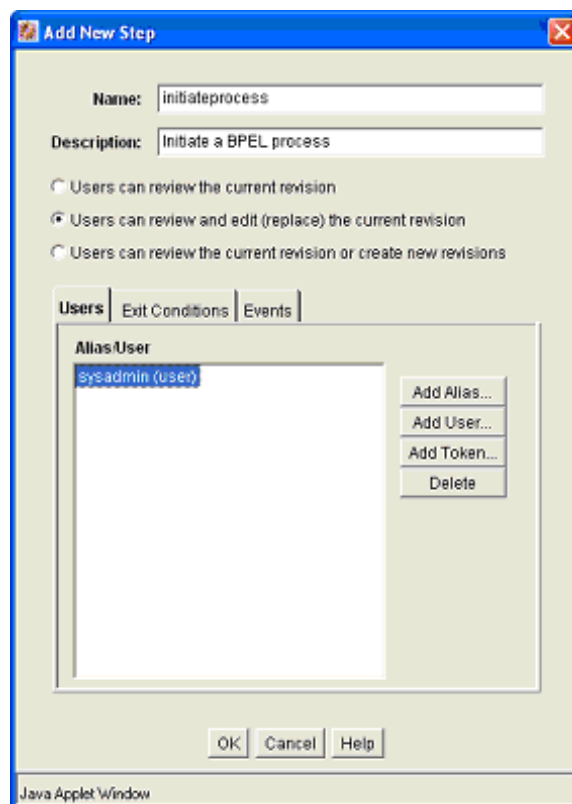 Add New Step
Name: initiateprocess
Description: Initiate a BPEL process
Users can review the current revision
Users can review and edit (replace) the current revision
Users can review the current revision or create new revisions
Users Exit Conditions Events
Alias/User
sysadmin (user)
Add Alias...
Add User...
Add Token...
Delete
OK Cancel Help
Java Applet Window